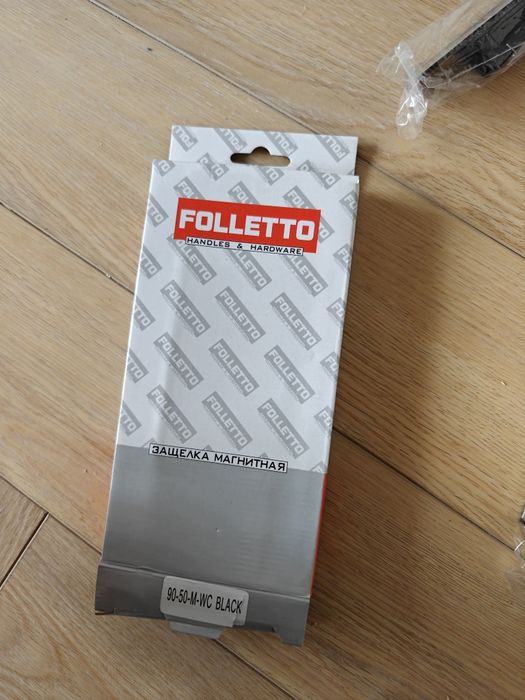 FOLLETTO
HANDLES & HARDWARE
ЗАЩЕЛКА МАГНИТНАЯ
90-50-M-WC BLACK